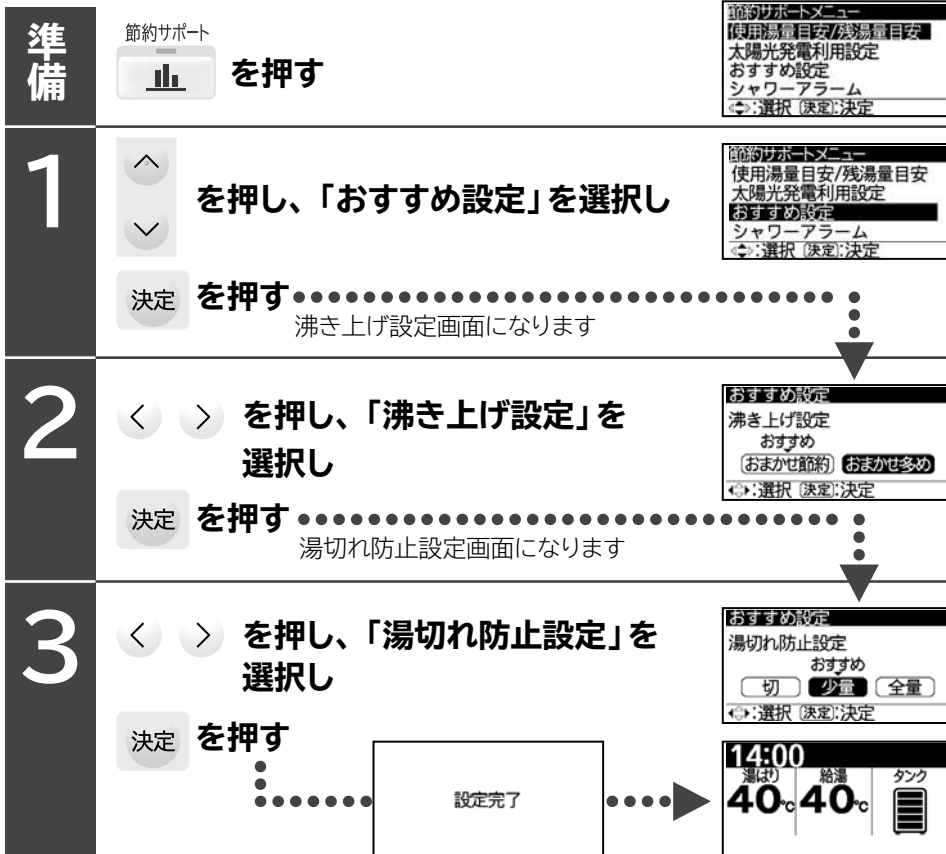 準備
節約サポート
を押す
節約サポートメニュー
使用湯量目安/残湯量目安
太陽光発電利用設定
おすすめ設定
シャワーアラーム
:選択 [決定]:決定
1
を押し、「おすすめ設定」を選択し
決定 を押す
沸き上げ設定画面になります
節約サポートメニュー
使用湯量目安/残湯量目安
太陽光発電利用設定
おすすめ設定
シャワーアラーム
:選択 [決定]:決定
2
を押し、「沸き上げ設定」を
選択し
決定 を押す
湯切れ防止設定画面になります
おすすめ設定
沸き上げ設定
おすすめ
おまかせ節約 おまかせ多め
:選択 [決定]:決定
3
を押し、「湯切れ防止設定」を
選択し
決定 を押す
おすすめ設定
湯切れ防止設定
おすすめ
切 少量 全量
:選択 [決定]:決定
設定完了
14:00
湯はり 給湯 タンク
40℃ 40℃